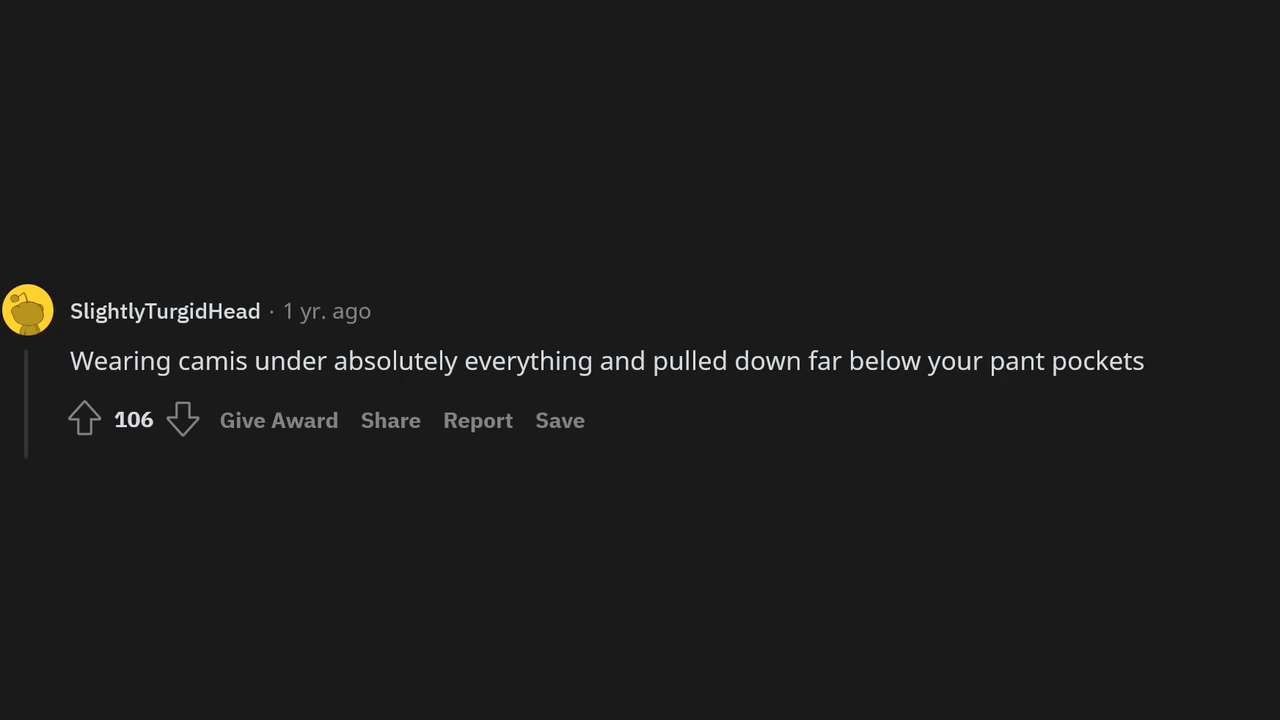 SlightlyTurgidHead · 1 yr. ago
Wearing camis under absolutely everything and pulled down far below your pant pockets
106 Give Award Share Report Save